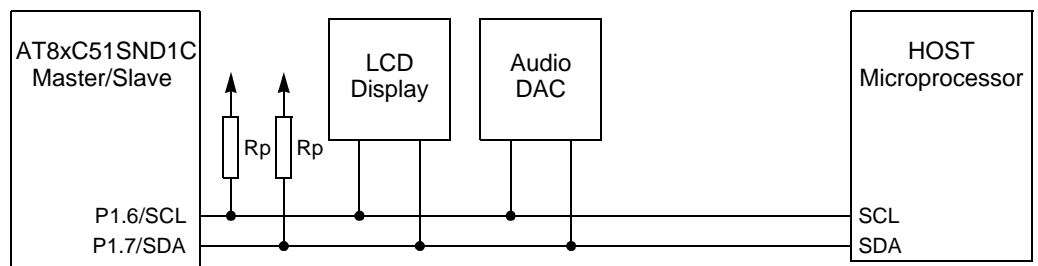 AT8xC51SND1C
Master/Slave
LCD
Display
Audio
DAC
HOST
Microprocessor
Rp
Rp
P1.6/SCL
SCL
P1.7/SDA
SDA